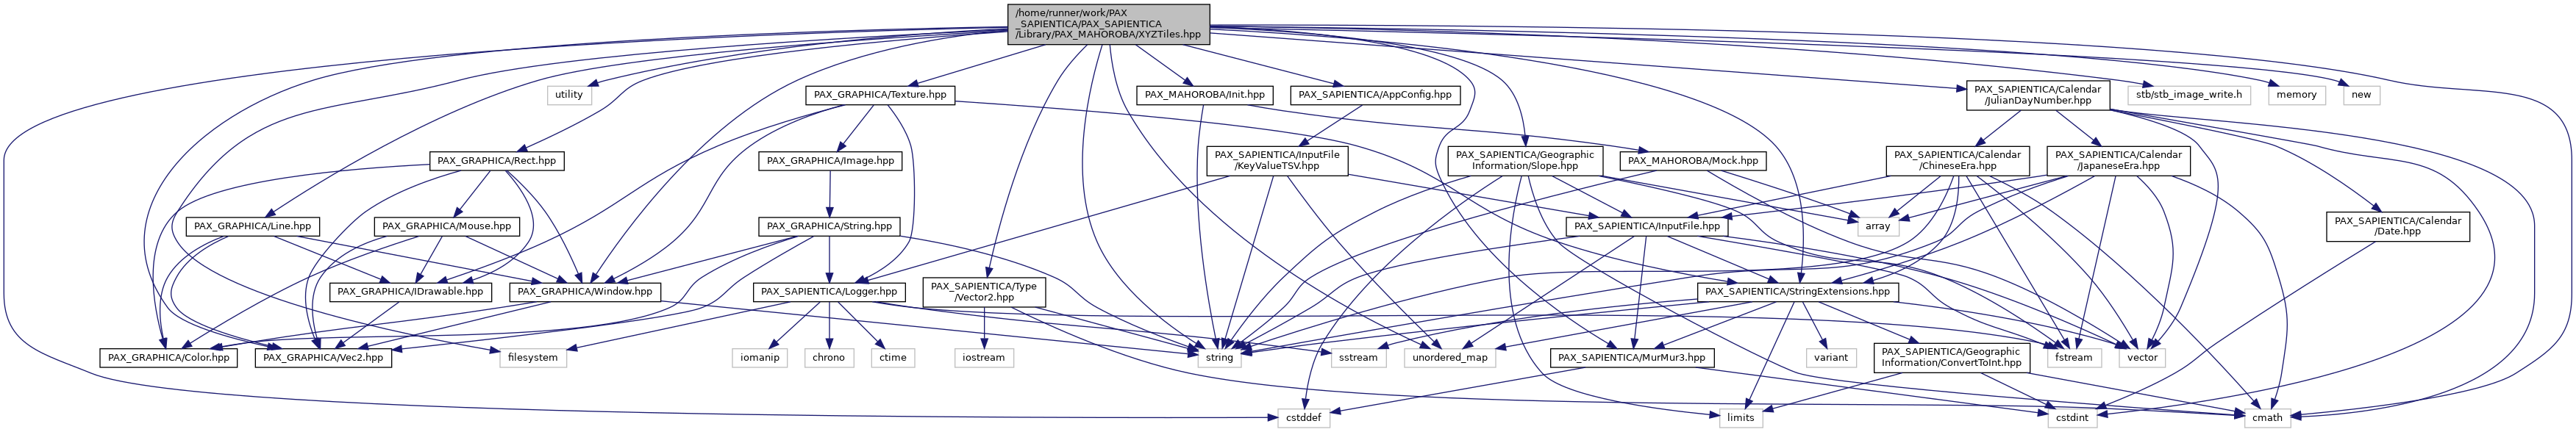 /home/runner/work/PAX
_SAPIENTICA/PAX_SAPIENTICA
/Library/PAX_MAHOROBA/XYZTiles.hpp
utility
PAX_GRAPHICA/Texture.hpp
PAX_MAHOROBA/Init.hpp
PAX_SAPIENTICA/AppConfig.hpp
PAX_SAPIENTICA/Calendar
/JulianDayNumber.hpp
stb/stb_image_write.h
memory
new
PAX_GRAPHICA/Rect.hpp
PAX_GRAPHICA/Image.hpp
PAX_SAPIENTICA/InputFile
/KeyValueTSV.hpp
PAX_SAPIENTICA/Geographic
Information/Slope.hpp
PAX_MAHOROBA/Mock.hpp
PAX_SAPIENTICA/Calendar
/ChineseEra.hpp
PAX_SAPIENTICA/Calendar
/JapaneseEra.hpp
PAX_GRAPHICA/Line.hpp
PAX_GRAPHICA/Mouse.hpp
PAX_GRAPHICA/String.hpp
PAX_SAPIENTICA/InputFile.hpp
array
PAX_SAPIENTICA/Calendar
/Date.hpp
PAX_GRAPHICA/IDrawable.hpp
PAX_GRAPHICA/Window.hpp
PAX_SAPIENTICA/Logger.hpp
PAX_SAPIENTICA/Type
/Vector2.hpp
PAX_SAPIENTICA/StringExtensions.hpp
PAX_GRAPHICA/Color.hpp
PAX_GRAPHICA/Vec2.hpp
filesystem
iomanip
chrono
ctime
iostream
string
sstream
unordered_map
PAX_SAPIENTICA/MurMur3.hpp
variant
PAX_SAPIENTICA/Geographic
Information/ConvertToInt.hpp
fstream
vector
cstddef
limits
cstdint
cmath